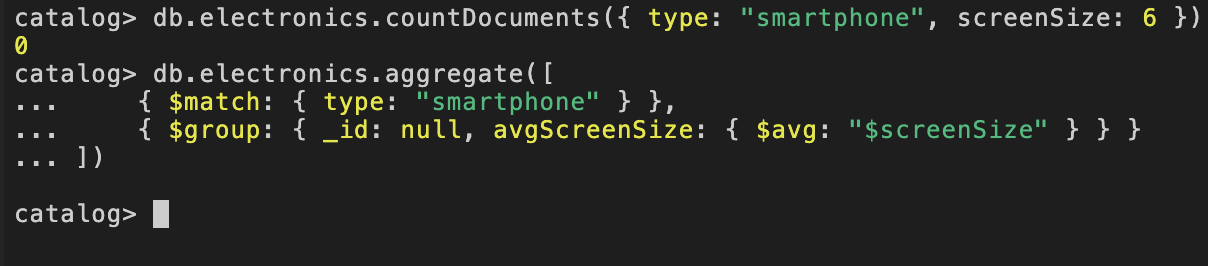 catalog> db.electronics.countDocuments({ type: "smartphone", screenSize: 6 })
0
catalog> db.electronics.aggregate([
...     { $match: { type: "smartphone" } },
...     { $group: { _id: null, avgScreenSize: { $avg: "$screenSize" } } }
... ])
catalog>